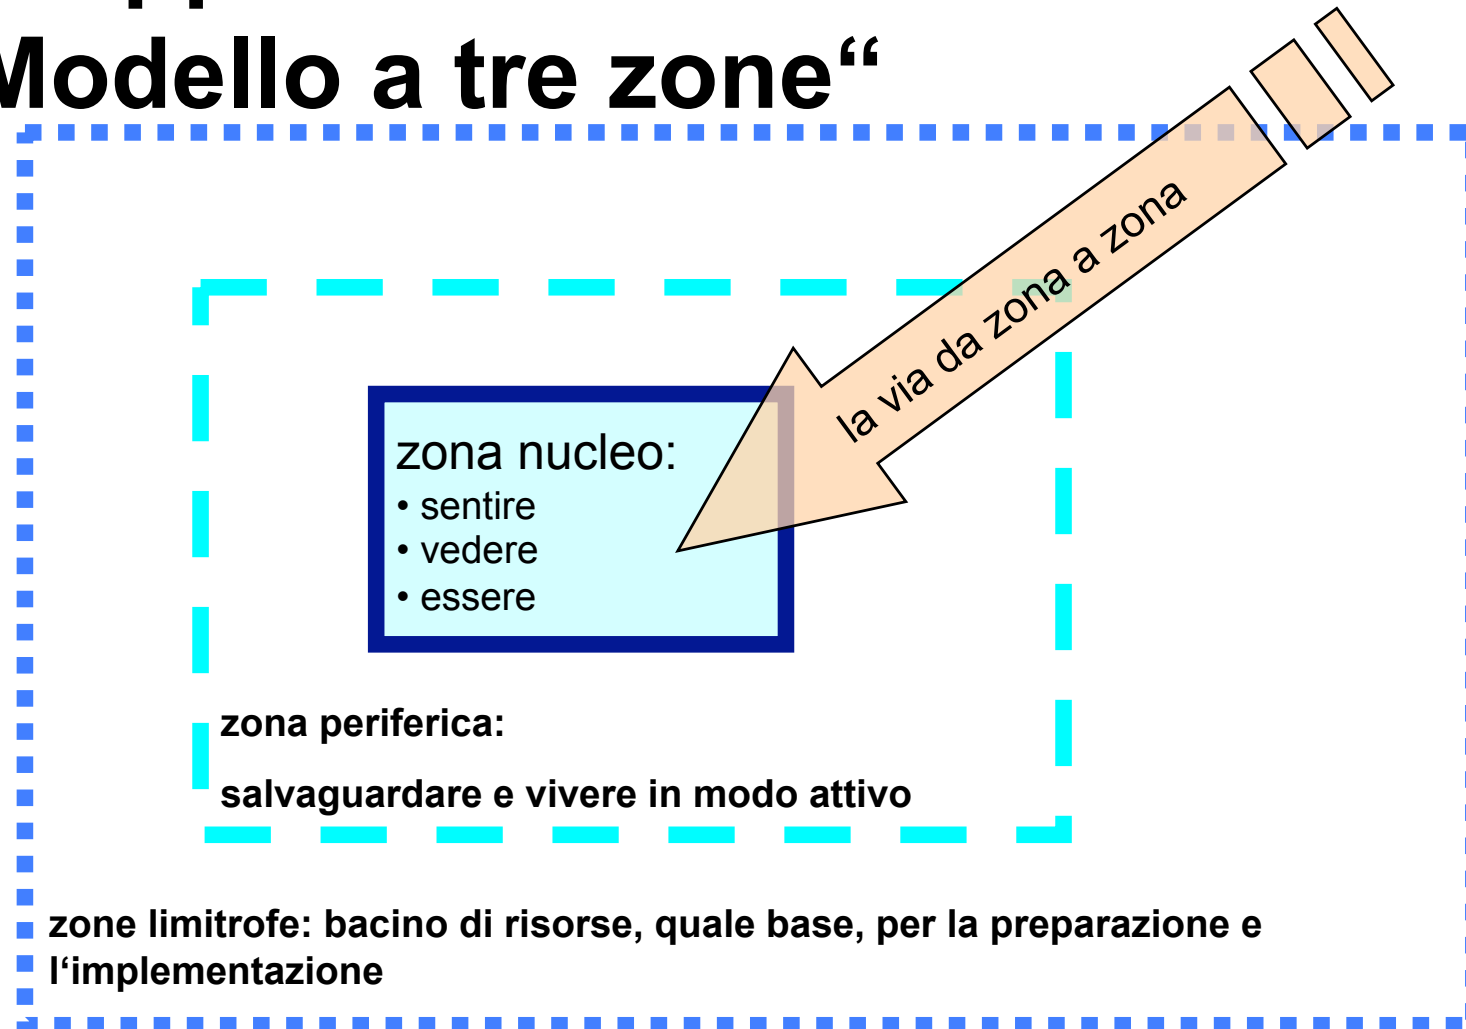 Modello a tre zone“
la via da zona a zona
zona nucleo:
• sentire
• vedere
• essere
zona periferica:
salvaguardare e vivere in modo attivo
zone limitrofe: bacino di risorse, quale base, per la preparazione e
l‘implementazione